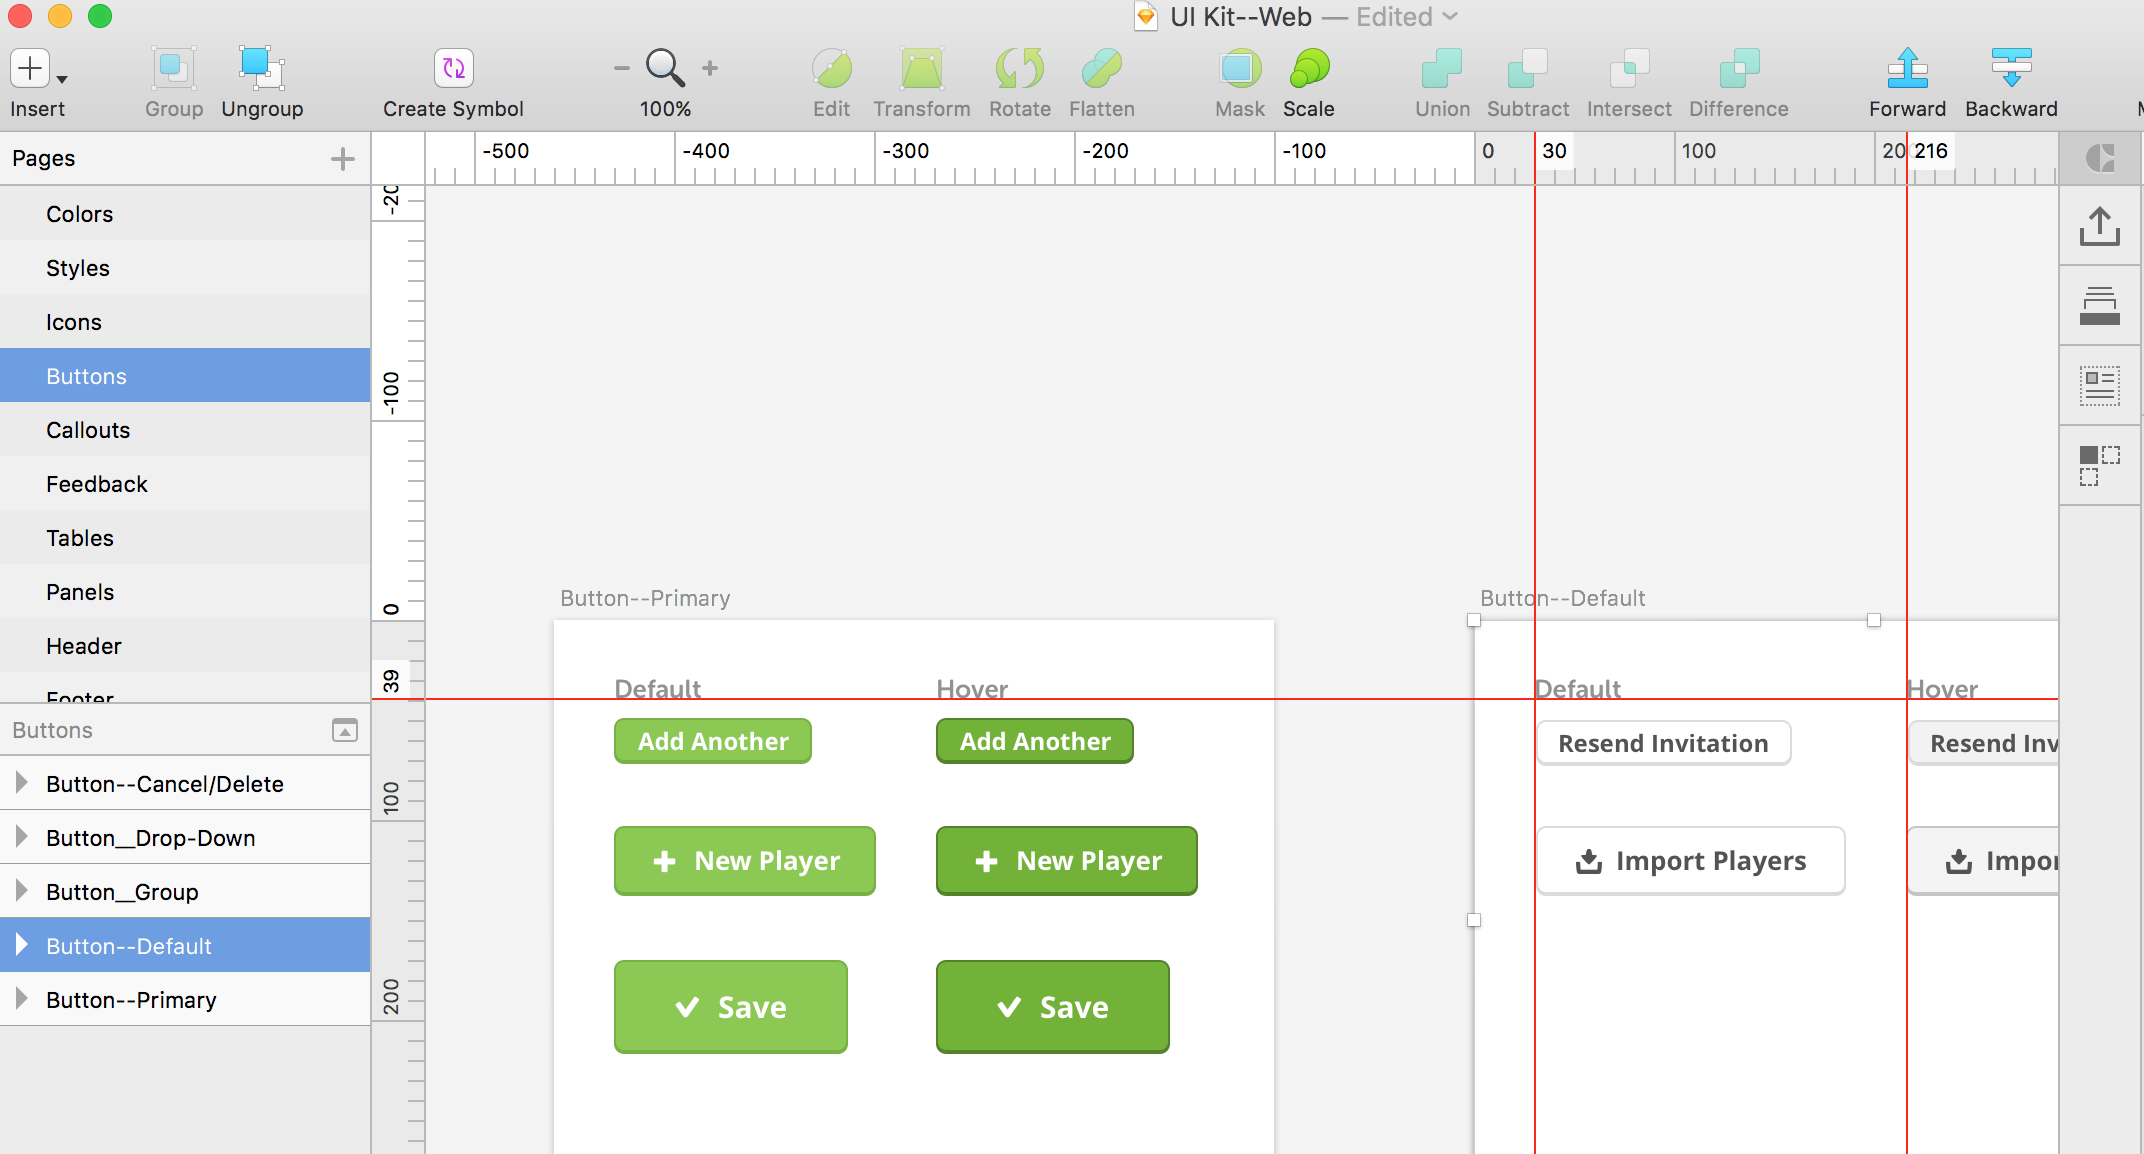 UI Kit--Web — Edited
Insert
Group
Ungroup
Create Symbol
100%
Edit
Transform
Rotate
Flatten
Mask
Scale
Union
Subtract
Intersect
Difference
Forward
Backward
Pages
-500
-400
-300
-200
-100
0
30
100
216
Colors
Styles
Icons
Buttons
Callouts
Feedback
Tables
Panels
Header
Footer
-100
0
39
100
200
Buttons
Button--Cancel/Delete
Button__Drop-Down
Button__Group
Button--Default
Button--Primary
Button--Primary
Default
Hover
Add Another
Add Another
New Player
New Player
Save
Save
Button--Default
Default
Hover
Resend Invitation
Resend Inv
Import Players
Impor